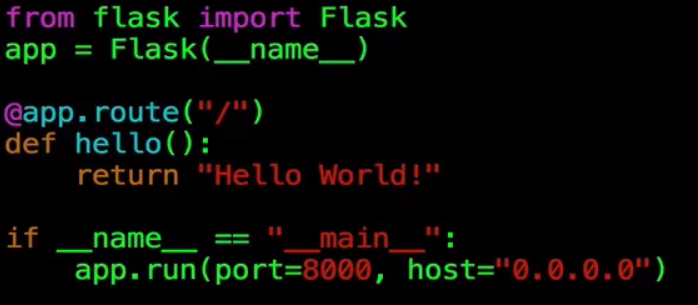 from flask import Flask
app = Flask(__name__)
@app.route("/")
def hello():
    return "Hello World!"
if __name__ == "__main__":
    app.run(port=8000, host="0.0.0.0")